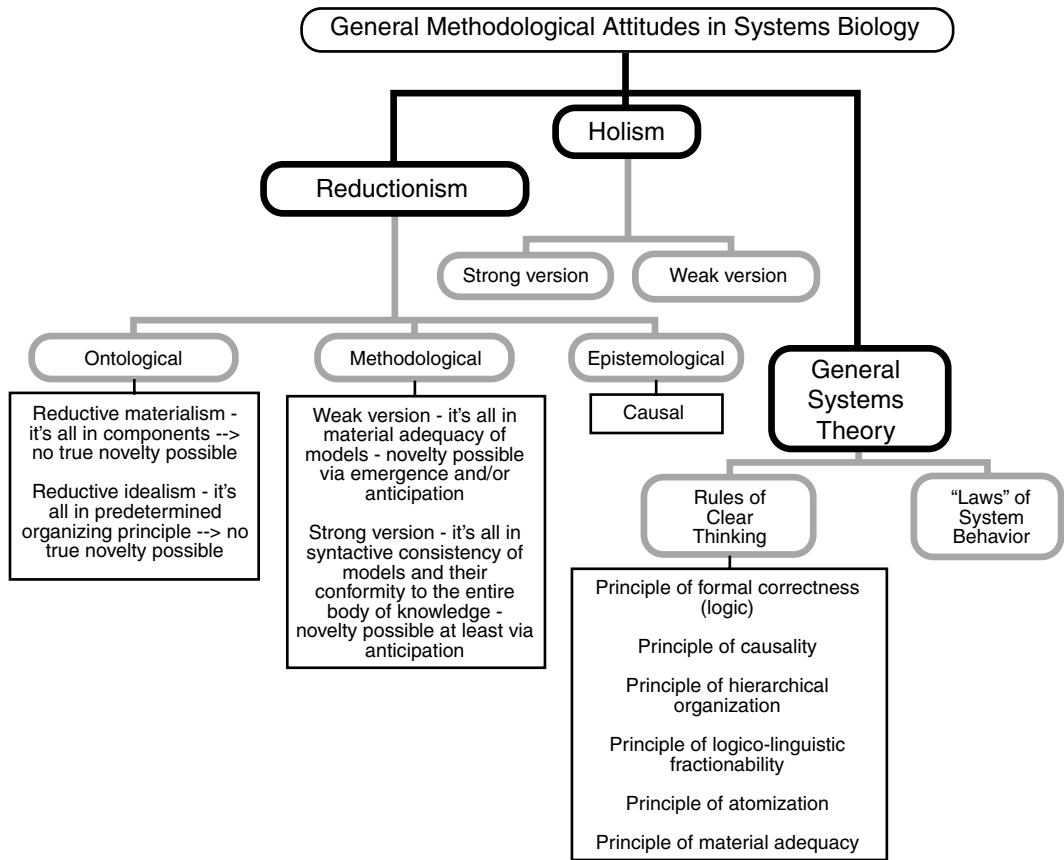 General Methodological Attitudes in Systems Biology
Holism
Reductionism
Strong version
Weak version
Ontological
Methodological
Epistemological
General
Systems
Theory
Reductive materialism -
it's all in components -->
no true novelty possible
Reductive idealism - it's
all in predetermined
organizing principle --> no
true novelty possible
Weak version - it's all in
material adequacy of
models - novelty possible
via emergence and/or
anticipation
Strong version - it's all in
syntactive consistency of
models and their
conformity to the entire
body of knowledge -
novelty possible at least via
anticipation
Causal
Rules of
Clear
Thinking
“Laws” of
System
Behavior
Principle of formal correctness
(logic)
Principle of causality
Principle of hierarchical
organization
Principle of logico-linguistic
fractionability
Principle of atomization
Principle of material adequacy